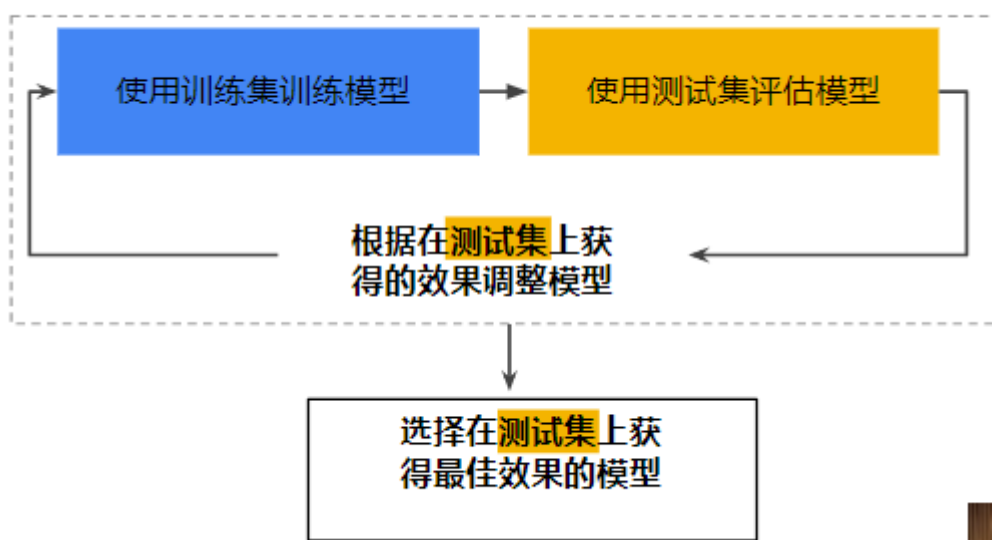 使用训练集训练模型
使用测试集评估模型
根据在测试集上获
得的效果调整模型
选择在测试集上获
得最佳效果的模型